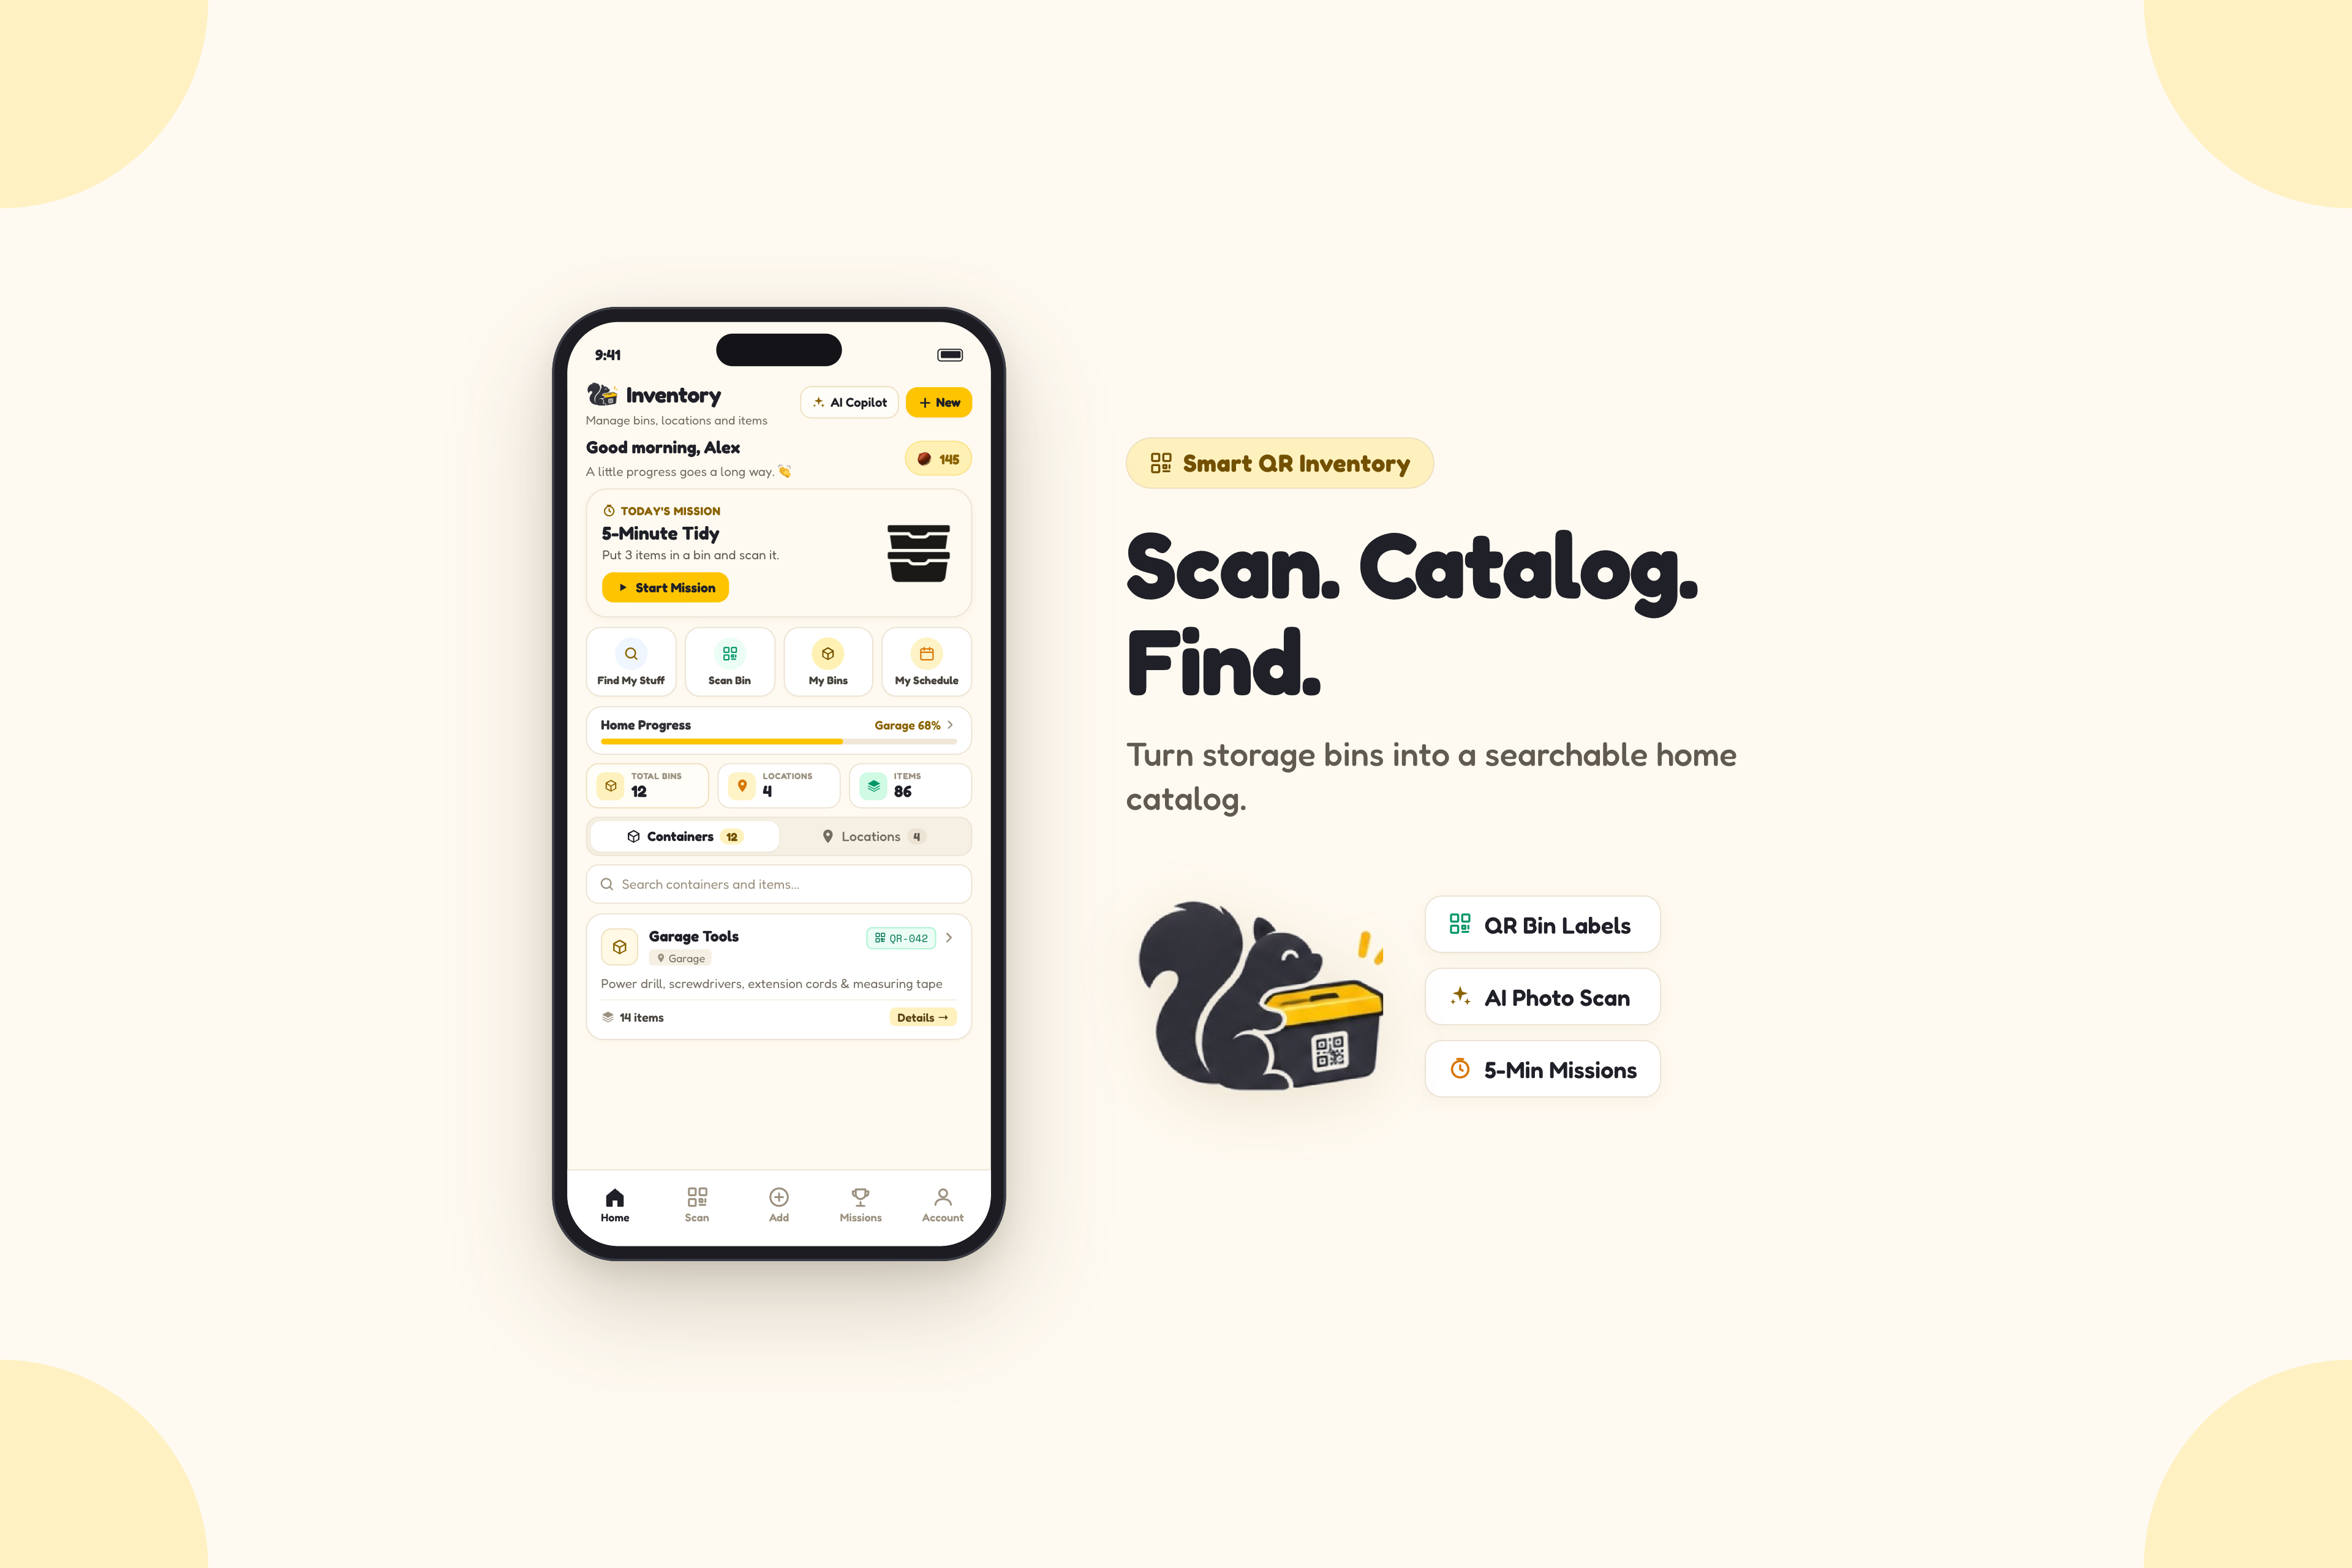 9:41
Inventory
Manage bins, locations and items
AI Copilot
+ New
Good morning, Alex
A little progress goes a long way. 👏
145
TODAY'S MISSION
5-Minute Tidy
Put 3 items in a bin and scan it.
Start Mission
Find My Stuff
Scan Bin
My Bins
My Schedule
Home Progress
Garage 68%
TOTAL BINS
12
LOCATIONS
4
ITEMS
86
Containers 12
Locations 4
Search containers and items...
Garage Tools
QR-042
Garage
Power drill, screwdrivers, extension cords & measuring tape
14 items
Details →
Home
Scan
Add
Missions
Account
Smart QR Inventory
Scan. Catalog.
Find.
Turn storage bins into a searchable home
catalog.
QR Bin Labels
AI Photo Scan
5-Min Missions